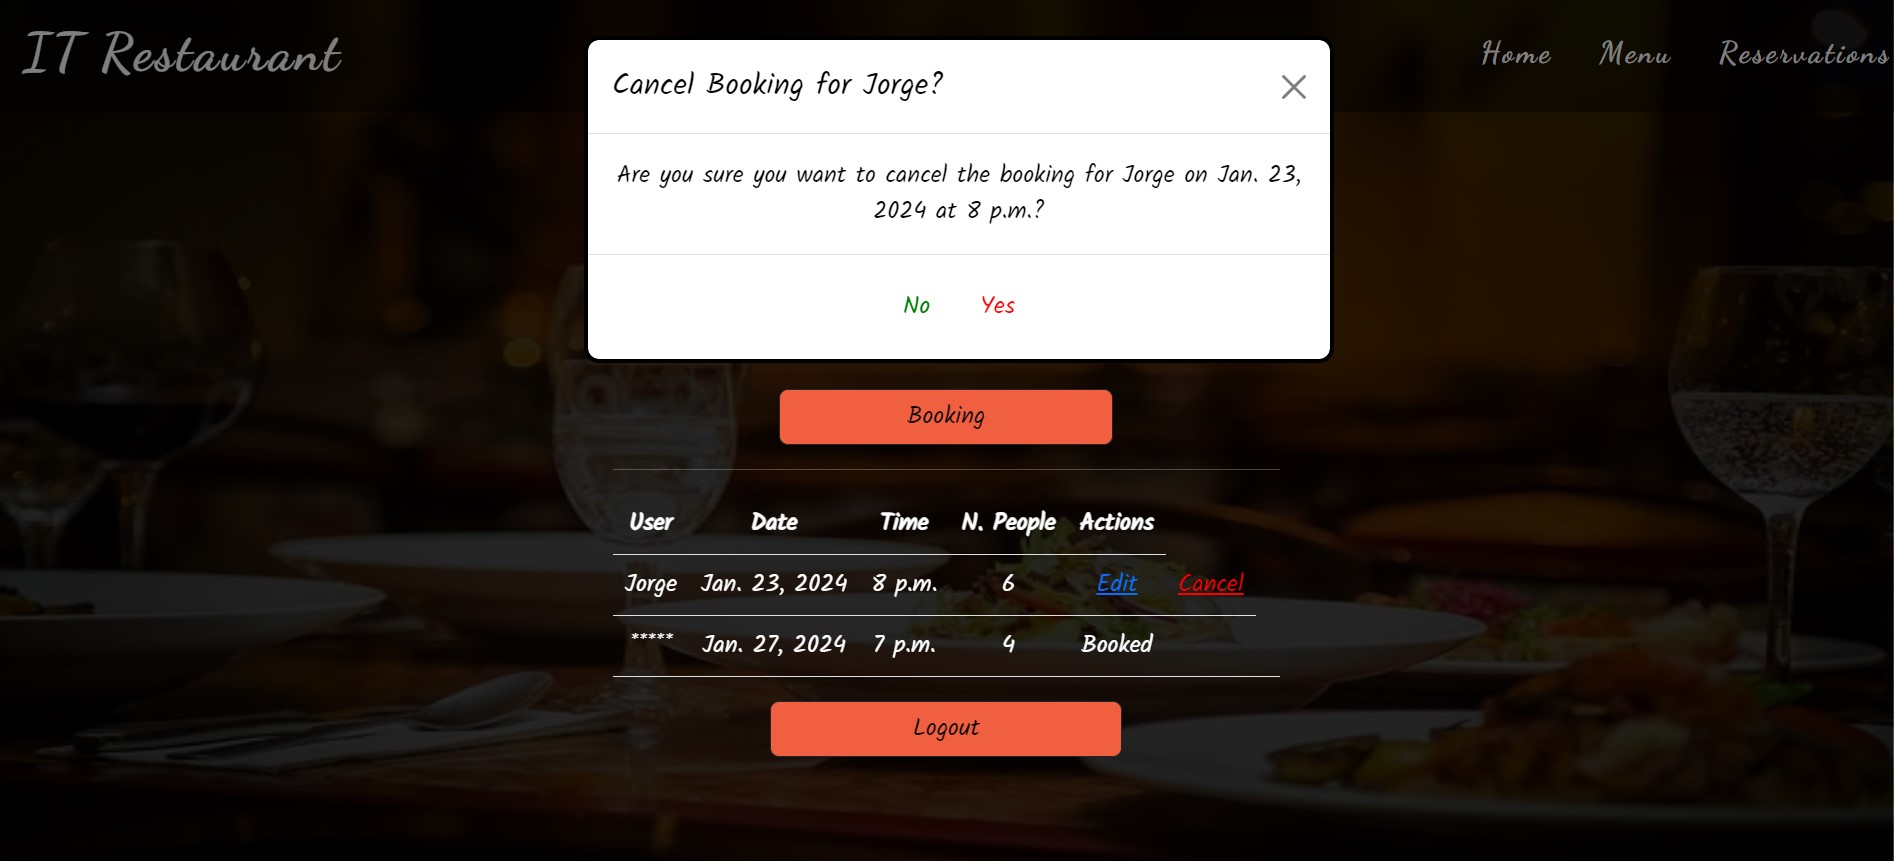 IT Restaurant
Home Menu Reservations
Cancel Booking for Jorge?
Are you sure you want to cancel the booking for Jorge on Jan. 23,
2024 at 8 p.m.?
No Yes
Booking
User Date Time N. People Actions
Jorge Jan. 23, 2024 8 p.m. 6 Edit Cancel
***** Jan. 27, 2024 7 p.m. 4 Booked
Logout